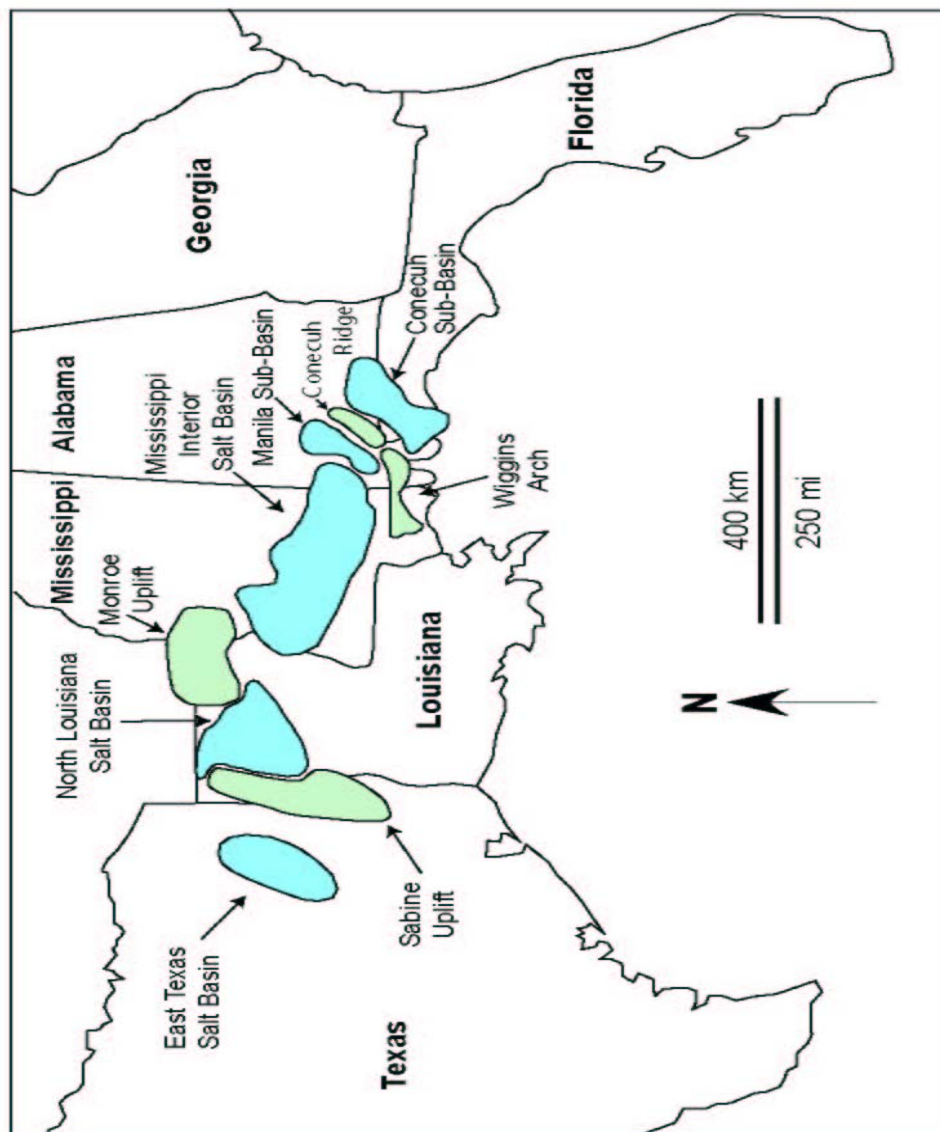 Georgia
Florida
Alabama
Mississippi
Interior
Salt Basin
Manila Sub-Basin
Conecuh
Ridge
Conecuh
Sub-Basin
Wiggins
Arch
Mississippi
Monroe
Uplift
North Louisiana
Salt Basin
Louisiana
Sabine
Uplift
East Texas
Salt Basin
Texas
N
400 km
250 mi